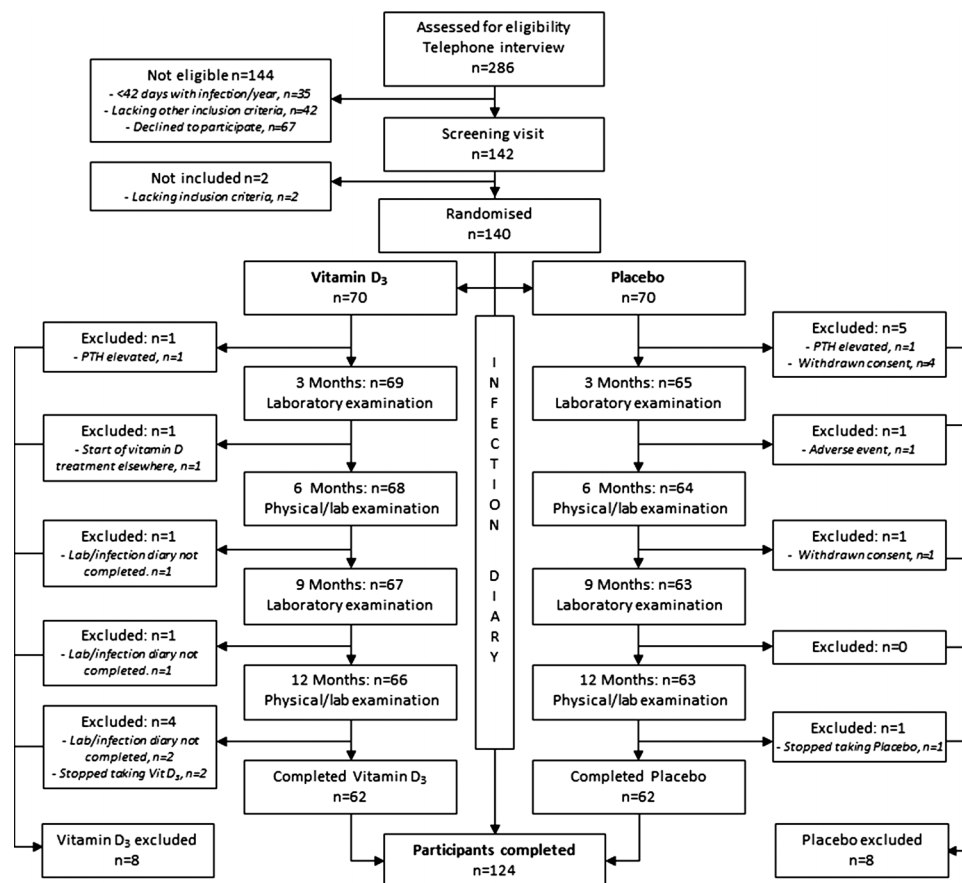 Assessed for eligibility
Telephone interview
n=286
Not eligible n=144
- <42 days with infection/year, n=35
- Lacking other inclusion criteria, n=42
- Declined to participate, n=67
Screening visit
n=142
Not included n=2
- Lacking inclusion criteria, n=2
Randomised
n=140
Vitamin D₃
n=70
Placebo
n=70
INFECTION DIARY
Excluded: n=1
- PTH elevated, n=1
Excluded: n=5
- PTH elevated, n=1
- Withdrawn consent, n=4
3 Months: n=69
Laboratory examination
3 Months: n=65
Laboratory examination
Excluded: n=1
- Start of vitamin D
treatment elsewhere, n=1
Excluded: n=1
- Adverse event, n=1
6 Months: n=68
Physical/lab examination
6 Months: n=64
Physical/lab examination
Excluded: n=1
- Lab/infection diary not
completed. n=1
Excluded: n=1
- Withdrawn consent, n=1
9 Months: n=67
Laboratory examination
9 Months: n=63
Laboratory examination
Excluded: n=1
- Lab/infection diary not
completed. n=1
Excluded: n=0
12 Months: n=66
Physical/lab examination
12 Months: n=63
Physical/lab examination
Excluded: n=4
- Lab/infection diary not
completed, n=2
- Stopped taking Vit D₃, n=2
Excluded: n=1
- Stopped taking Placebo, n=1
Completed Vitamin D₃
n=62
Completed Placebo
n=62
Vitamin D₃ excluded
n=8
Participants completed
n=124
Placebo excluded
n=8